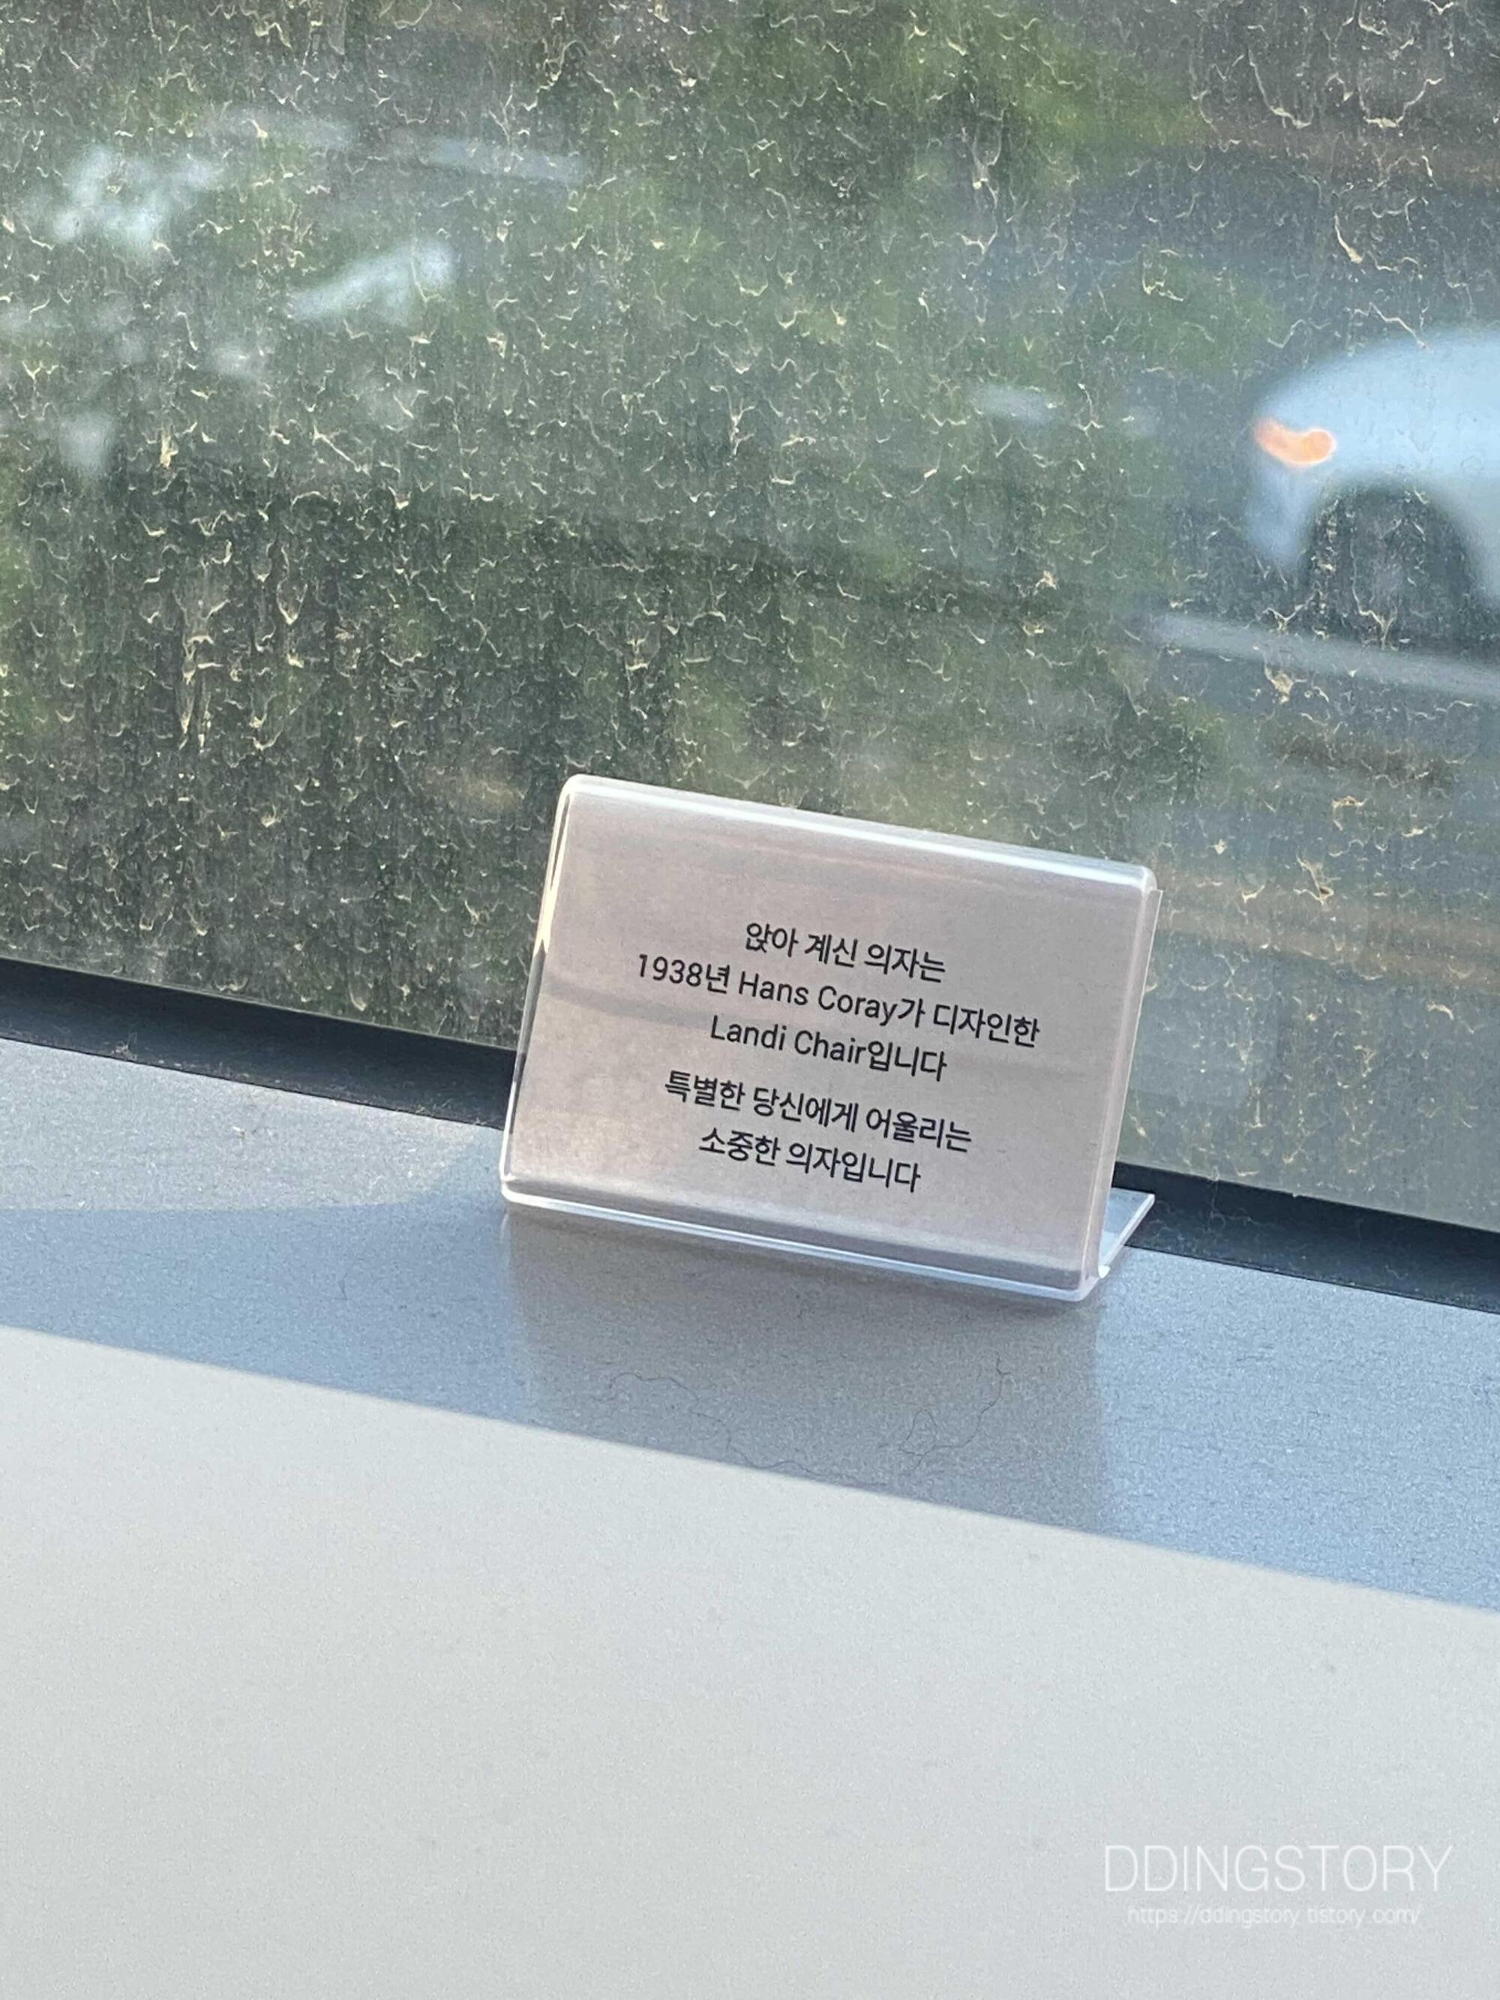 앉아 계신 의자는
1938년 Hans Coray가 디자인한
Landi Chair입니다
특별한 당신에게 어울리는
소중한 의자입니다
DDINGSTORY
https://ddingstory.tistory.com/